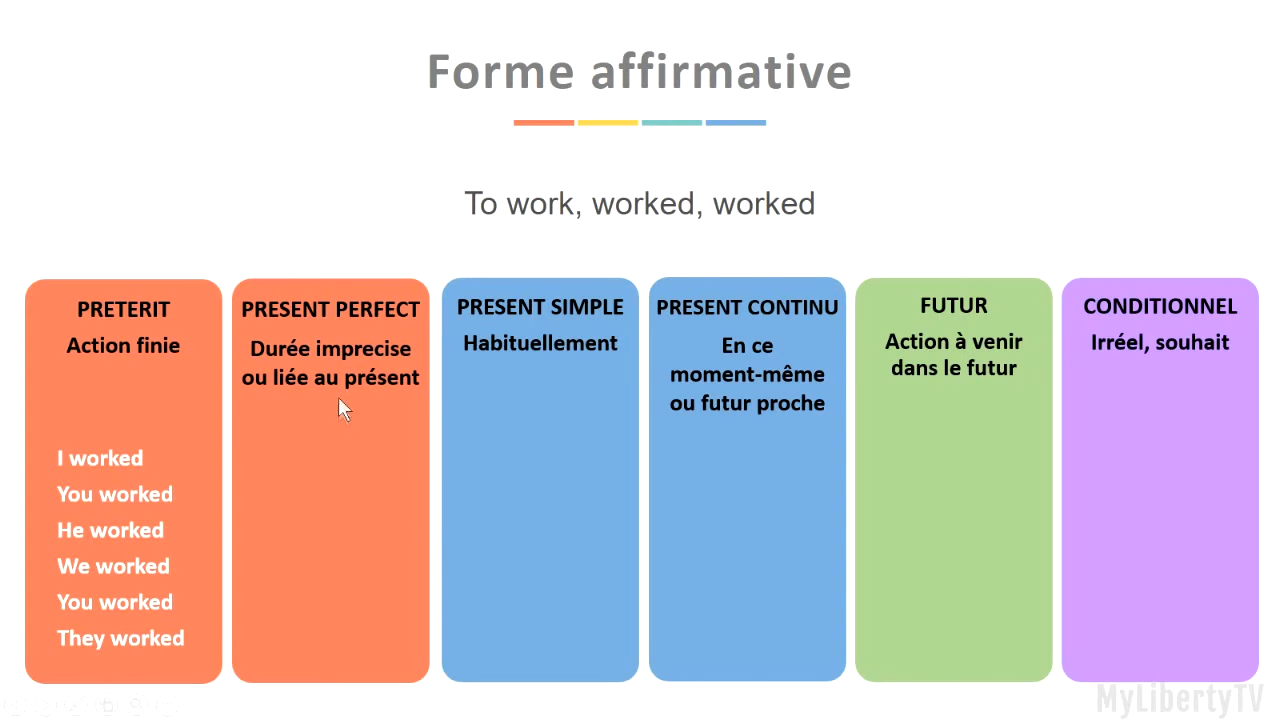 Forme affirmative
To work, worked, worked
PRETERIT
Action finie
I worked
You worked
He worked
We worked
You worked
They worked
PRESENT PERFECT
Durée imprecise
ou liée au présent
PRESENT SIMPLE
Habituellement
PRESENT CONTINU
En ce
moment-même
ou futur proche
FUTUR
Action à venir
dans le futur
CONDITIONNEL
Irréel, souhait
MyLibertyTV